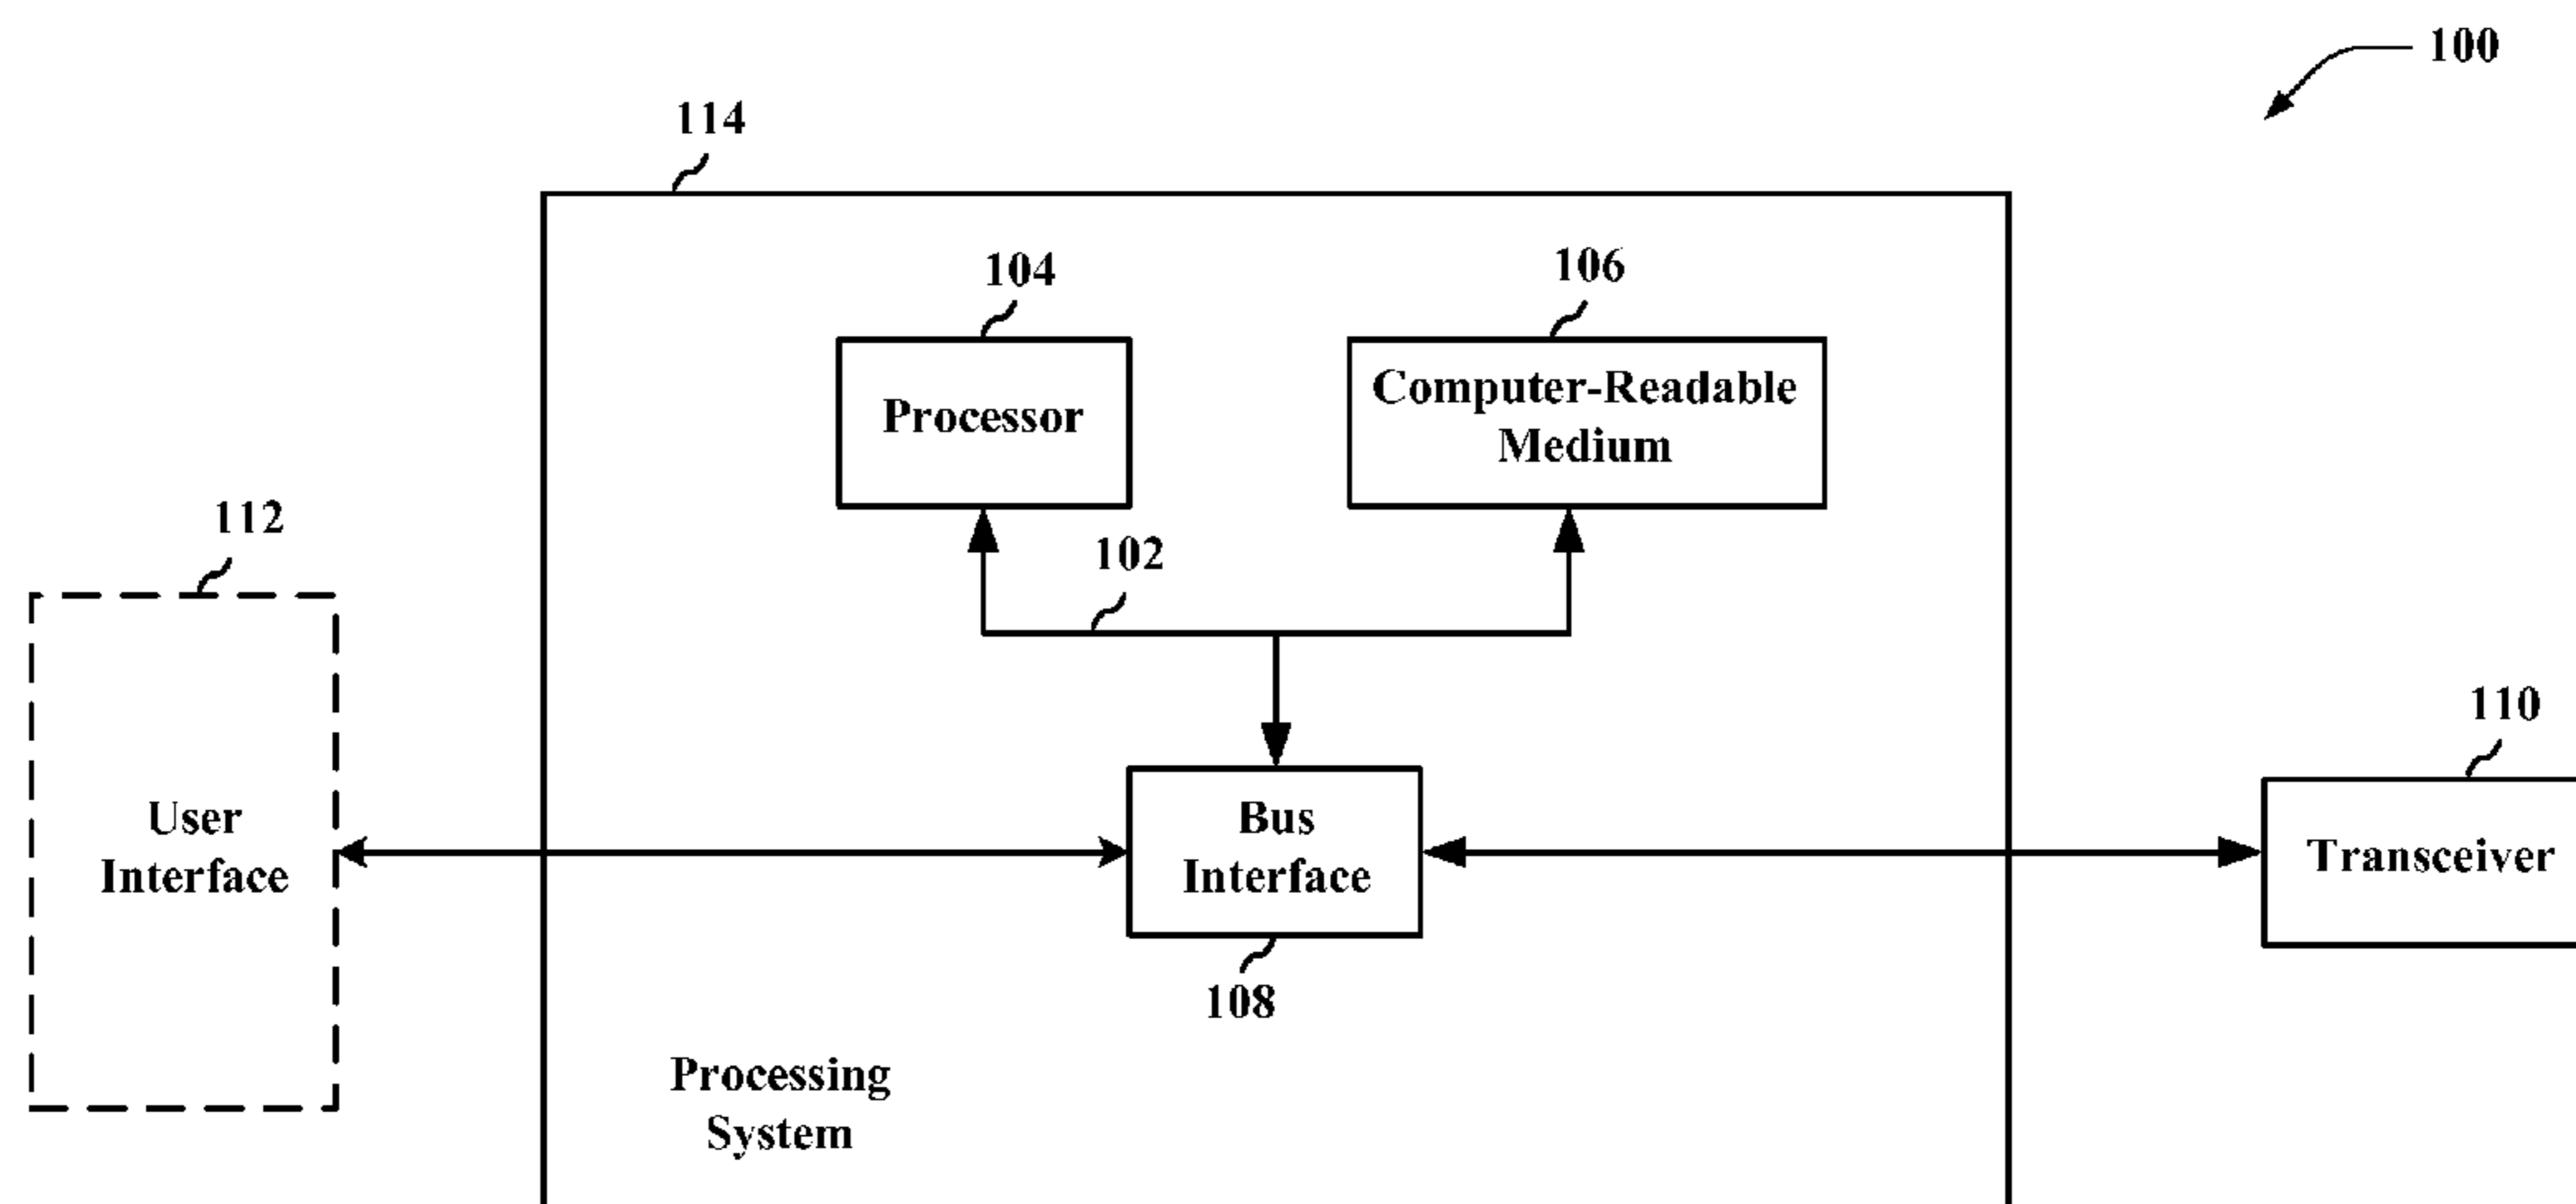 100
114
104
106
Processor
Computer-Readable
Medium
112
102
110
User
Interface
Bus
Interface
Transceiver
108
Processing
System